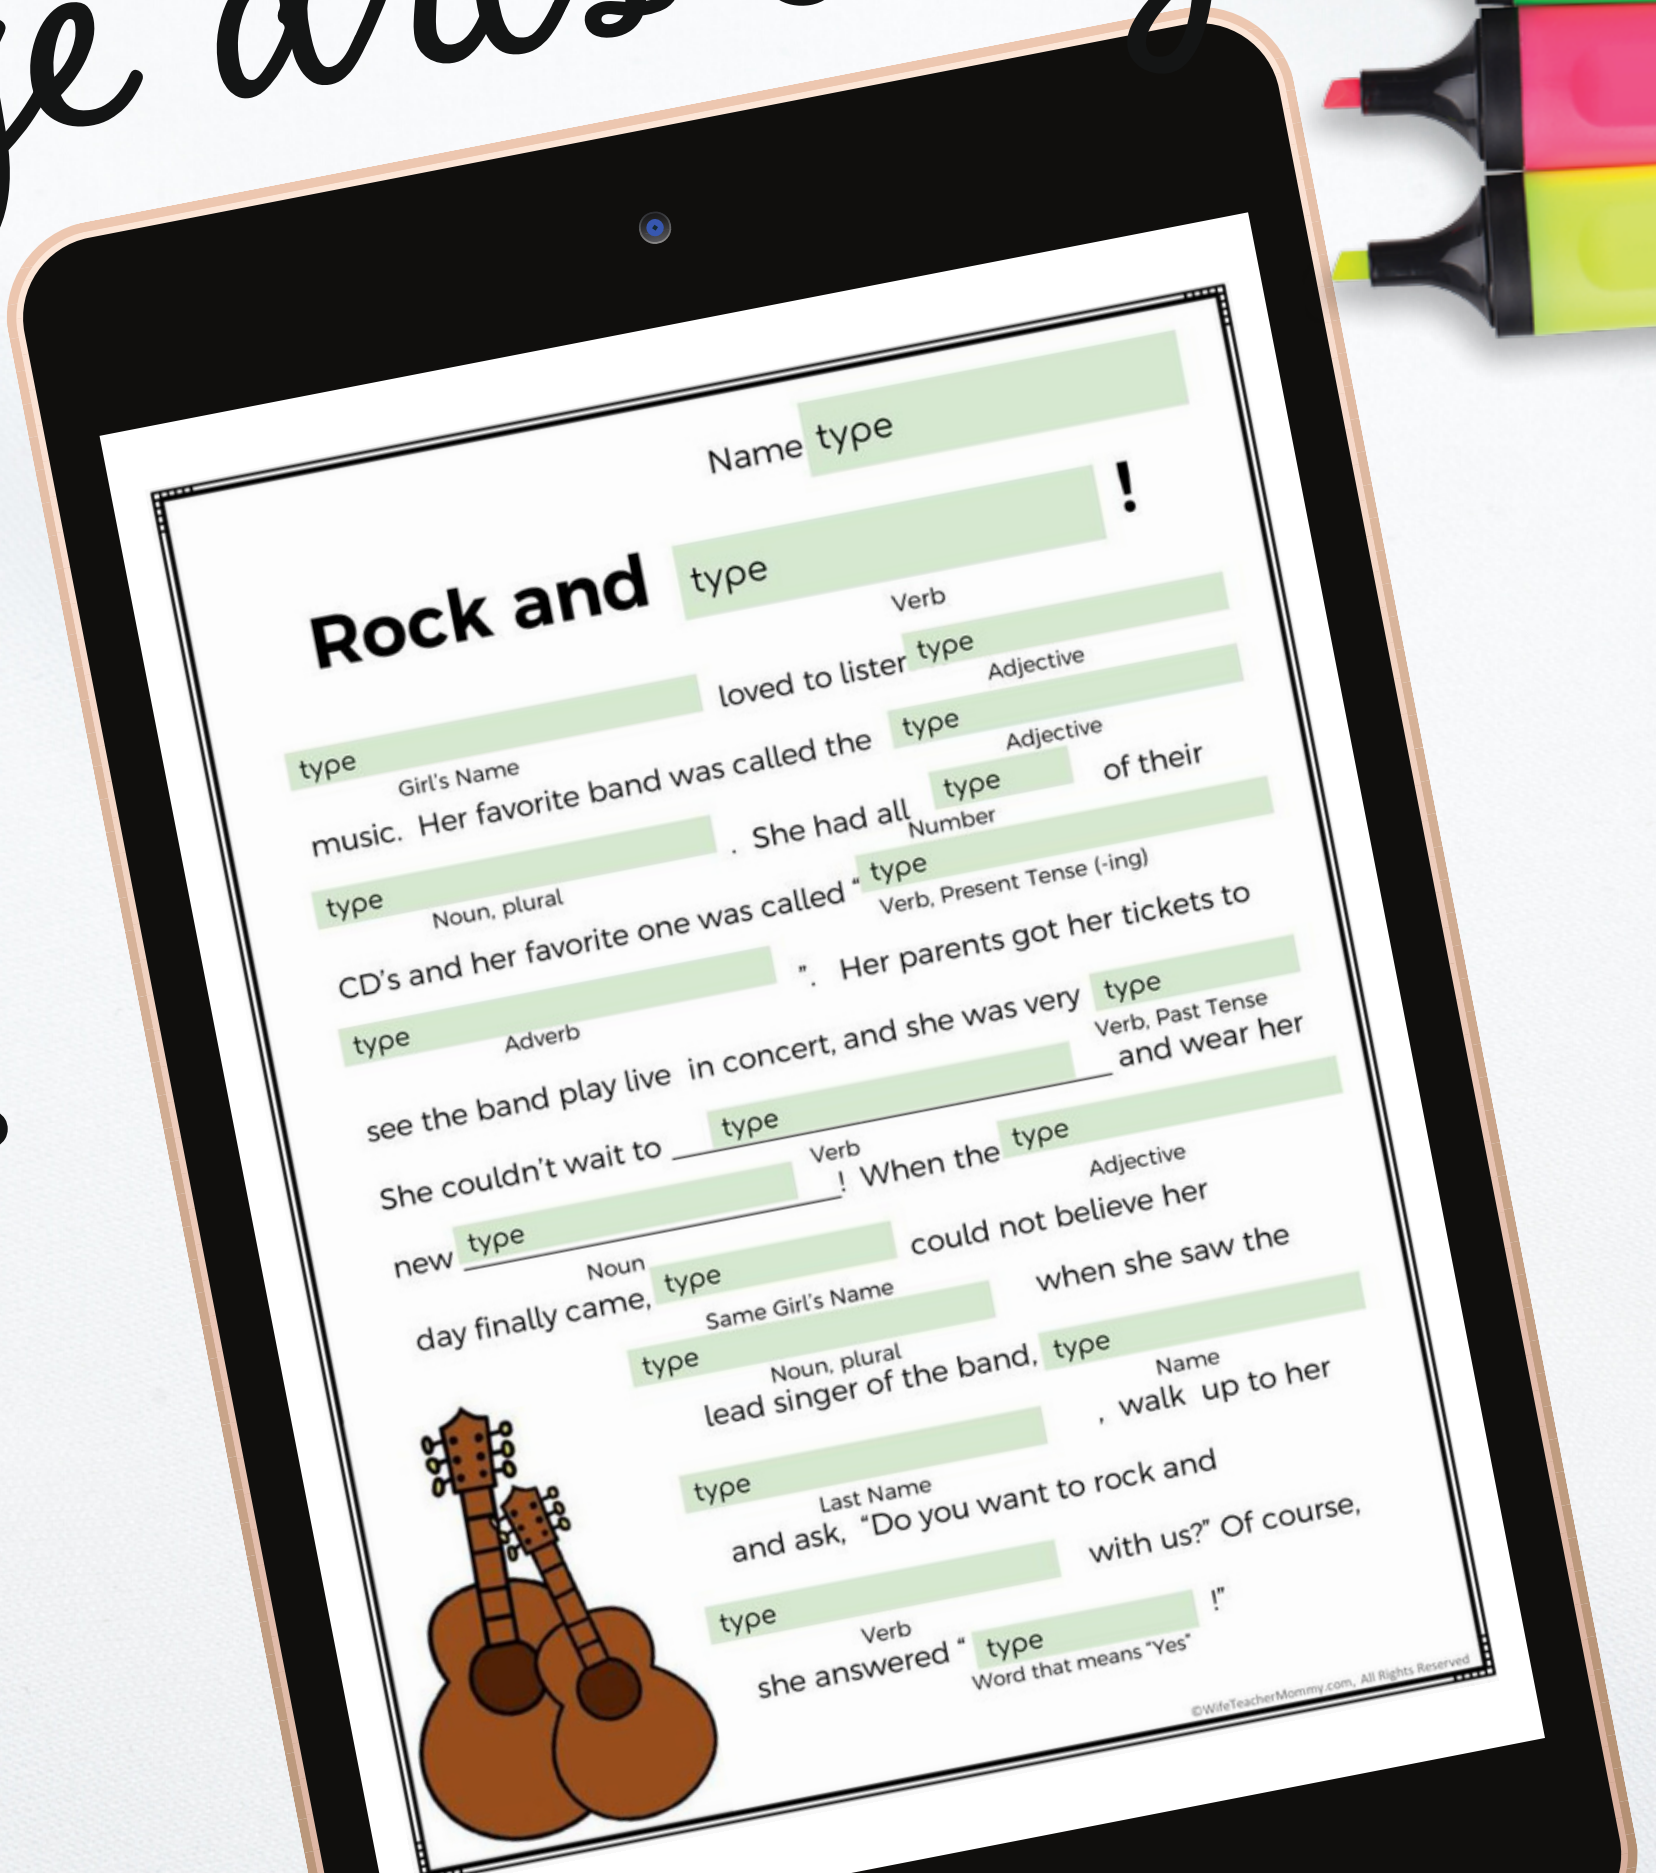 Name type
Rock and type !
Verb
type loved to lister type
Girl's Name Adjective
music. Her favorite band was called the type
Adjective
type . She had all type of their
Noun, plural Number
CD's and her favorite one was called “ type
Verb, Present Tense (-ing)
type ”. Her parents got her tickets to
Adverb
see the band play live in concert, and she was very type
Verb, Past Tense
She couldn't wait to type and wear her
Verb
new type ! When the type
Noun Adjective
day finally came, type could not believe her
Same Girl's Name
type when she saw the
Noun, plural
lead singer of the band, type
Name
type , walk up to her
Last Name
and ask, “Do you want to rock and
type with us?” Of course,
Verb
she answered “ type !”
Word that means “Yes”
©WifeTeacherMommy.com, All Rights Reserved